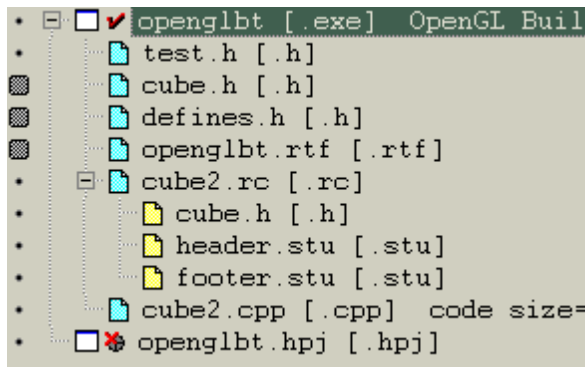 openglbt [.exe] OpenGL Buil
test.h [.h]
cube.h [.h]
defines.h [.h]
openglbt.rtf [.rtf]
cube2.rc [.rc]
cube.h [.h]
header.stu [.stu]
footer.stu [.stu]
cube2.cpp [.cpp] code size=
openglbt.hpj [.hpj]